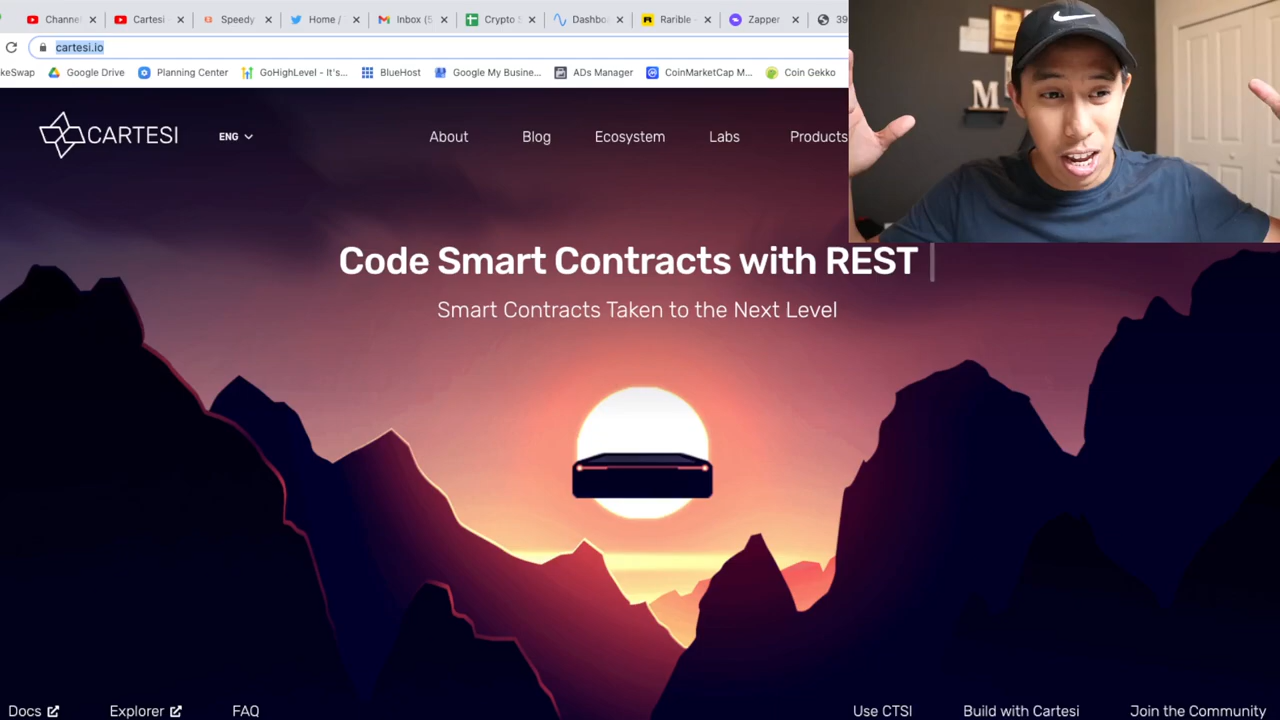 Channel
Cartesi -
Speedy
Home /
Inbox (5
Crypto
Dashbo
Rarible -
Zapper
39
cartesi.io
keSwap
Google Drive
Planning Center
GoHighLevel - It's...
BlueHost
Google My Busine...
ADs Manager
CoinMarketCap M...
Coin Gekko
CARTESI
ENG
About
Blog
Ecosystem
Labs
Products
M
Code Smart Contracts with REST
Smart Contracts Taken to the Next Level
Docs
Explorer
FAQ
Use CTSI
Build with Cartesi
Join the Community